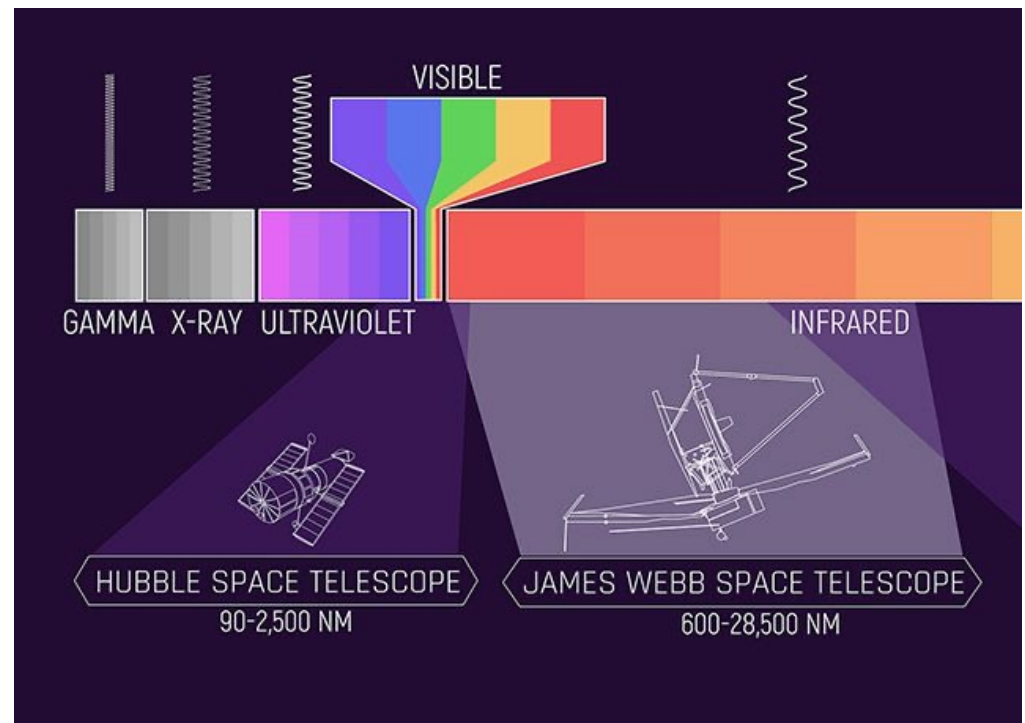 VISIBLE
GAMMA X-RAY ULTRAVIOLET INFRARED
HUBBLE SPACE TELESCOPE
90-2,500 NM
JAMES WEBB SPACE TELESCOPE
600-28,500 NM